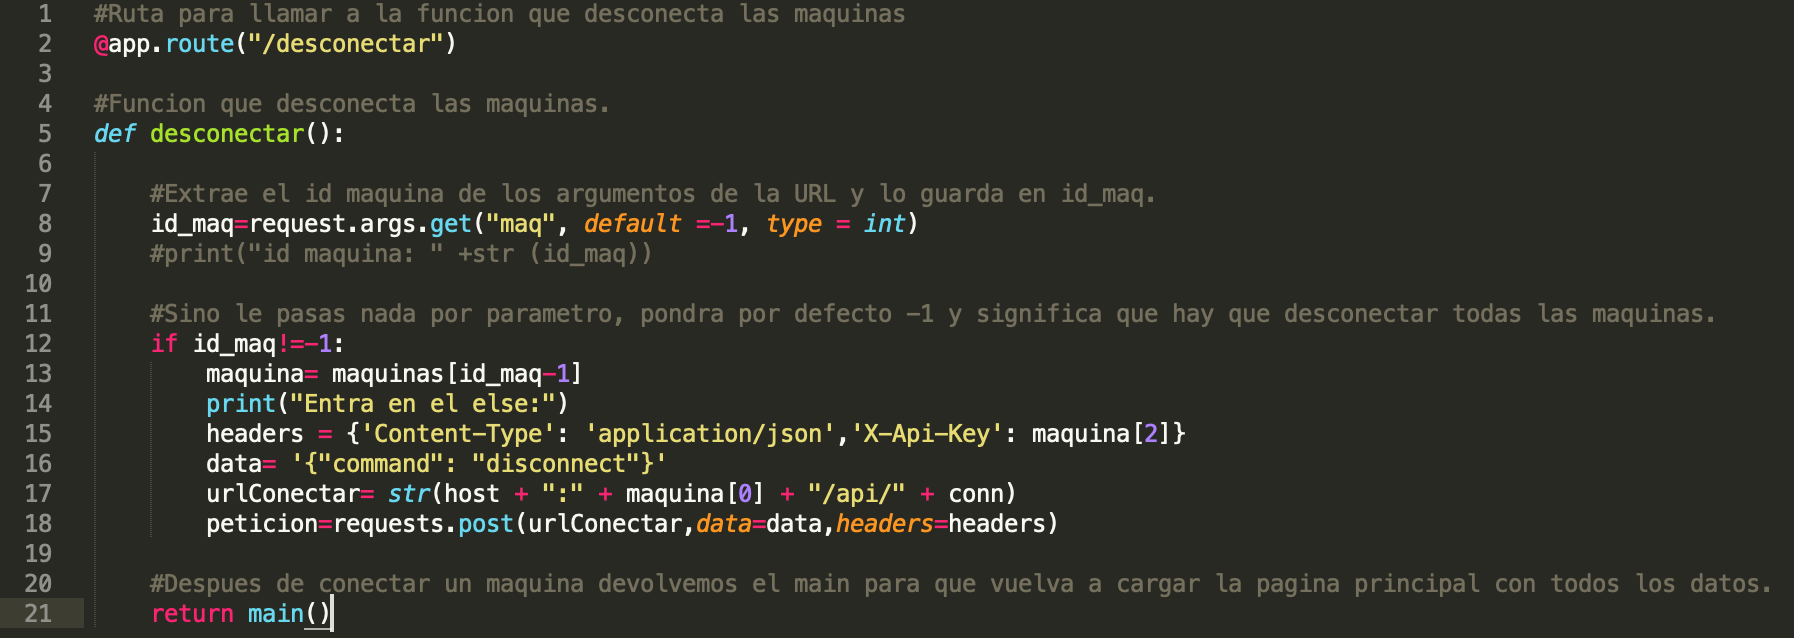 1 #Ruta para llamar a la funcion que desconecta las maquinas
2 @app.route("/desconectar")
3
4 #Funcion que desconecta las maquinas.
5 def desconectar():
6
7     #Extrae el id maquina de los argumentos de la URL y lo guarda en id_maq.
8     id_maq=request.args.get("maq", default =-1, type = int)
9     #print("id maquina: " +str (id_maq))
10
11     #Sino le pasas nada por parametro, pondra por defecto -1 y significa que hay que desconectar todas las maquinas.
12     if id_maq!=-1:
13         maquina= maquinas[id_maq-1]
14         print("Entra en el else:")
15         headers = {'Content-Type': 'application/json','X-Api-Key': maquina[2]}
16         data= '{"command": "disconnect"}'
17         urlConectar= str(host + ":" + maquina[0] + "/api/" + conn)
18         peticion=requests.post(urlConectar,data=data,headers=headers)
19
20     #Despues de conectar un maquina devolvemos el main para que vuelva a cargar la pagina principal con todos los datos.
21     return main()